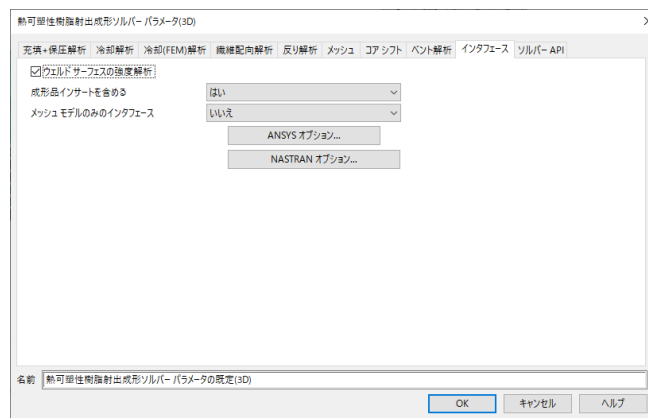 熱可塑性樹脂射出成形ソルバー パラメータ(3D)
充填+保圧解析 冷却解析 冷却(FEM)解析 繊維配向解析 反り解析 メッシュ コア シフト ベント解析 インタフェース ソルバー API
ウェルド サーフェスの強度解析
成形品インサートを含める はい
メッシュ モデルのみのインタフェース いいえ
ANSYS オプション...
NASTRAN オプション...
名前 熱可塑性樹脂射出成形ソルバー パラメータの既定(3D)
OK キャンセル ヘルプ